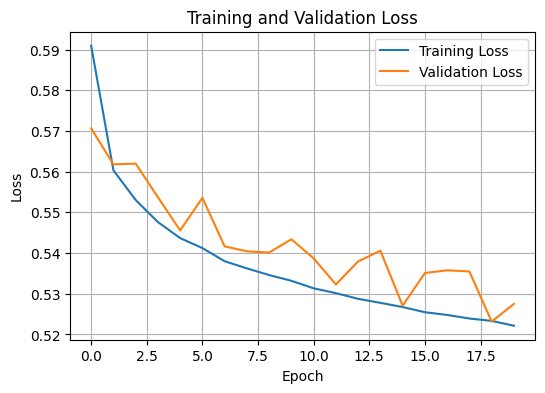 Training and Validation Loss
Training Loss
Validation Loss
0.59
0.58
0.57
0.56
0.55
0.54
0.53
0.52
Loss
0.0 2.5 5.0 7.5 10.0 12.5 15.0 17.5
Epoch